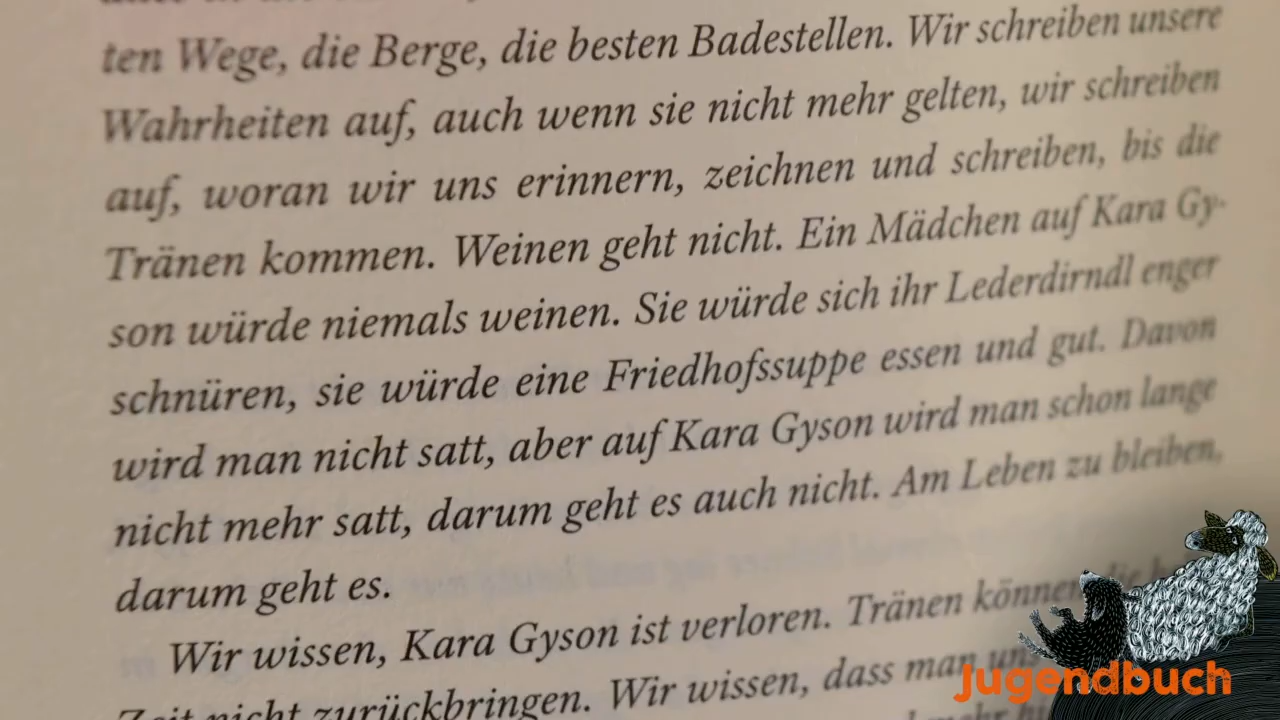 ten Wege, die Berge, die besten Badestellen. Wir schreiben unsere
Wahrheiten auf, auch wenn sie nicht mehr gelten, wir schreiben
auf, woran wir uns erinnern, zeichnen und schreiben, bis die
Tränen kommen. Weinen geht nicht. Ein Mädchen auf Kara Gy-
son würde niemals weinen. Sie würde sich ihr Lederdirndl enger
schnüren, sie würde eine Friedhofssuppe essen und gut. Davon
wird man nicht satt, aber auf Kara Gyson wird man schon lange
nicht mehr satt, darum geht es auch nicht. Am Leben zu bleiben,
darum geht es.
Wir wissen, Kara Gyson ist verloren. Tränen können die
Zeit nicht zurückbringen. Wir wissen, dass man uns
Jugendbuch